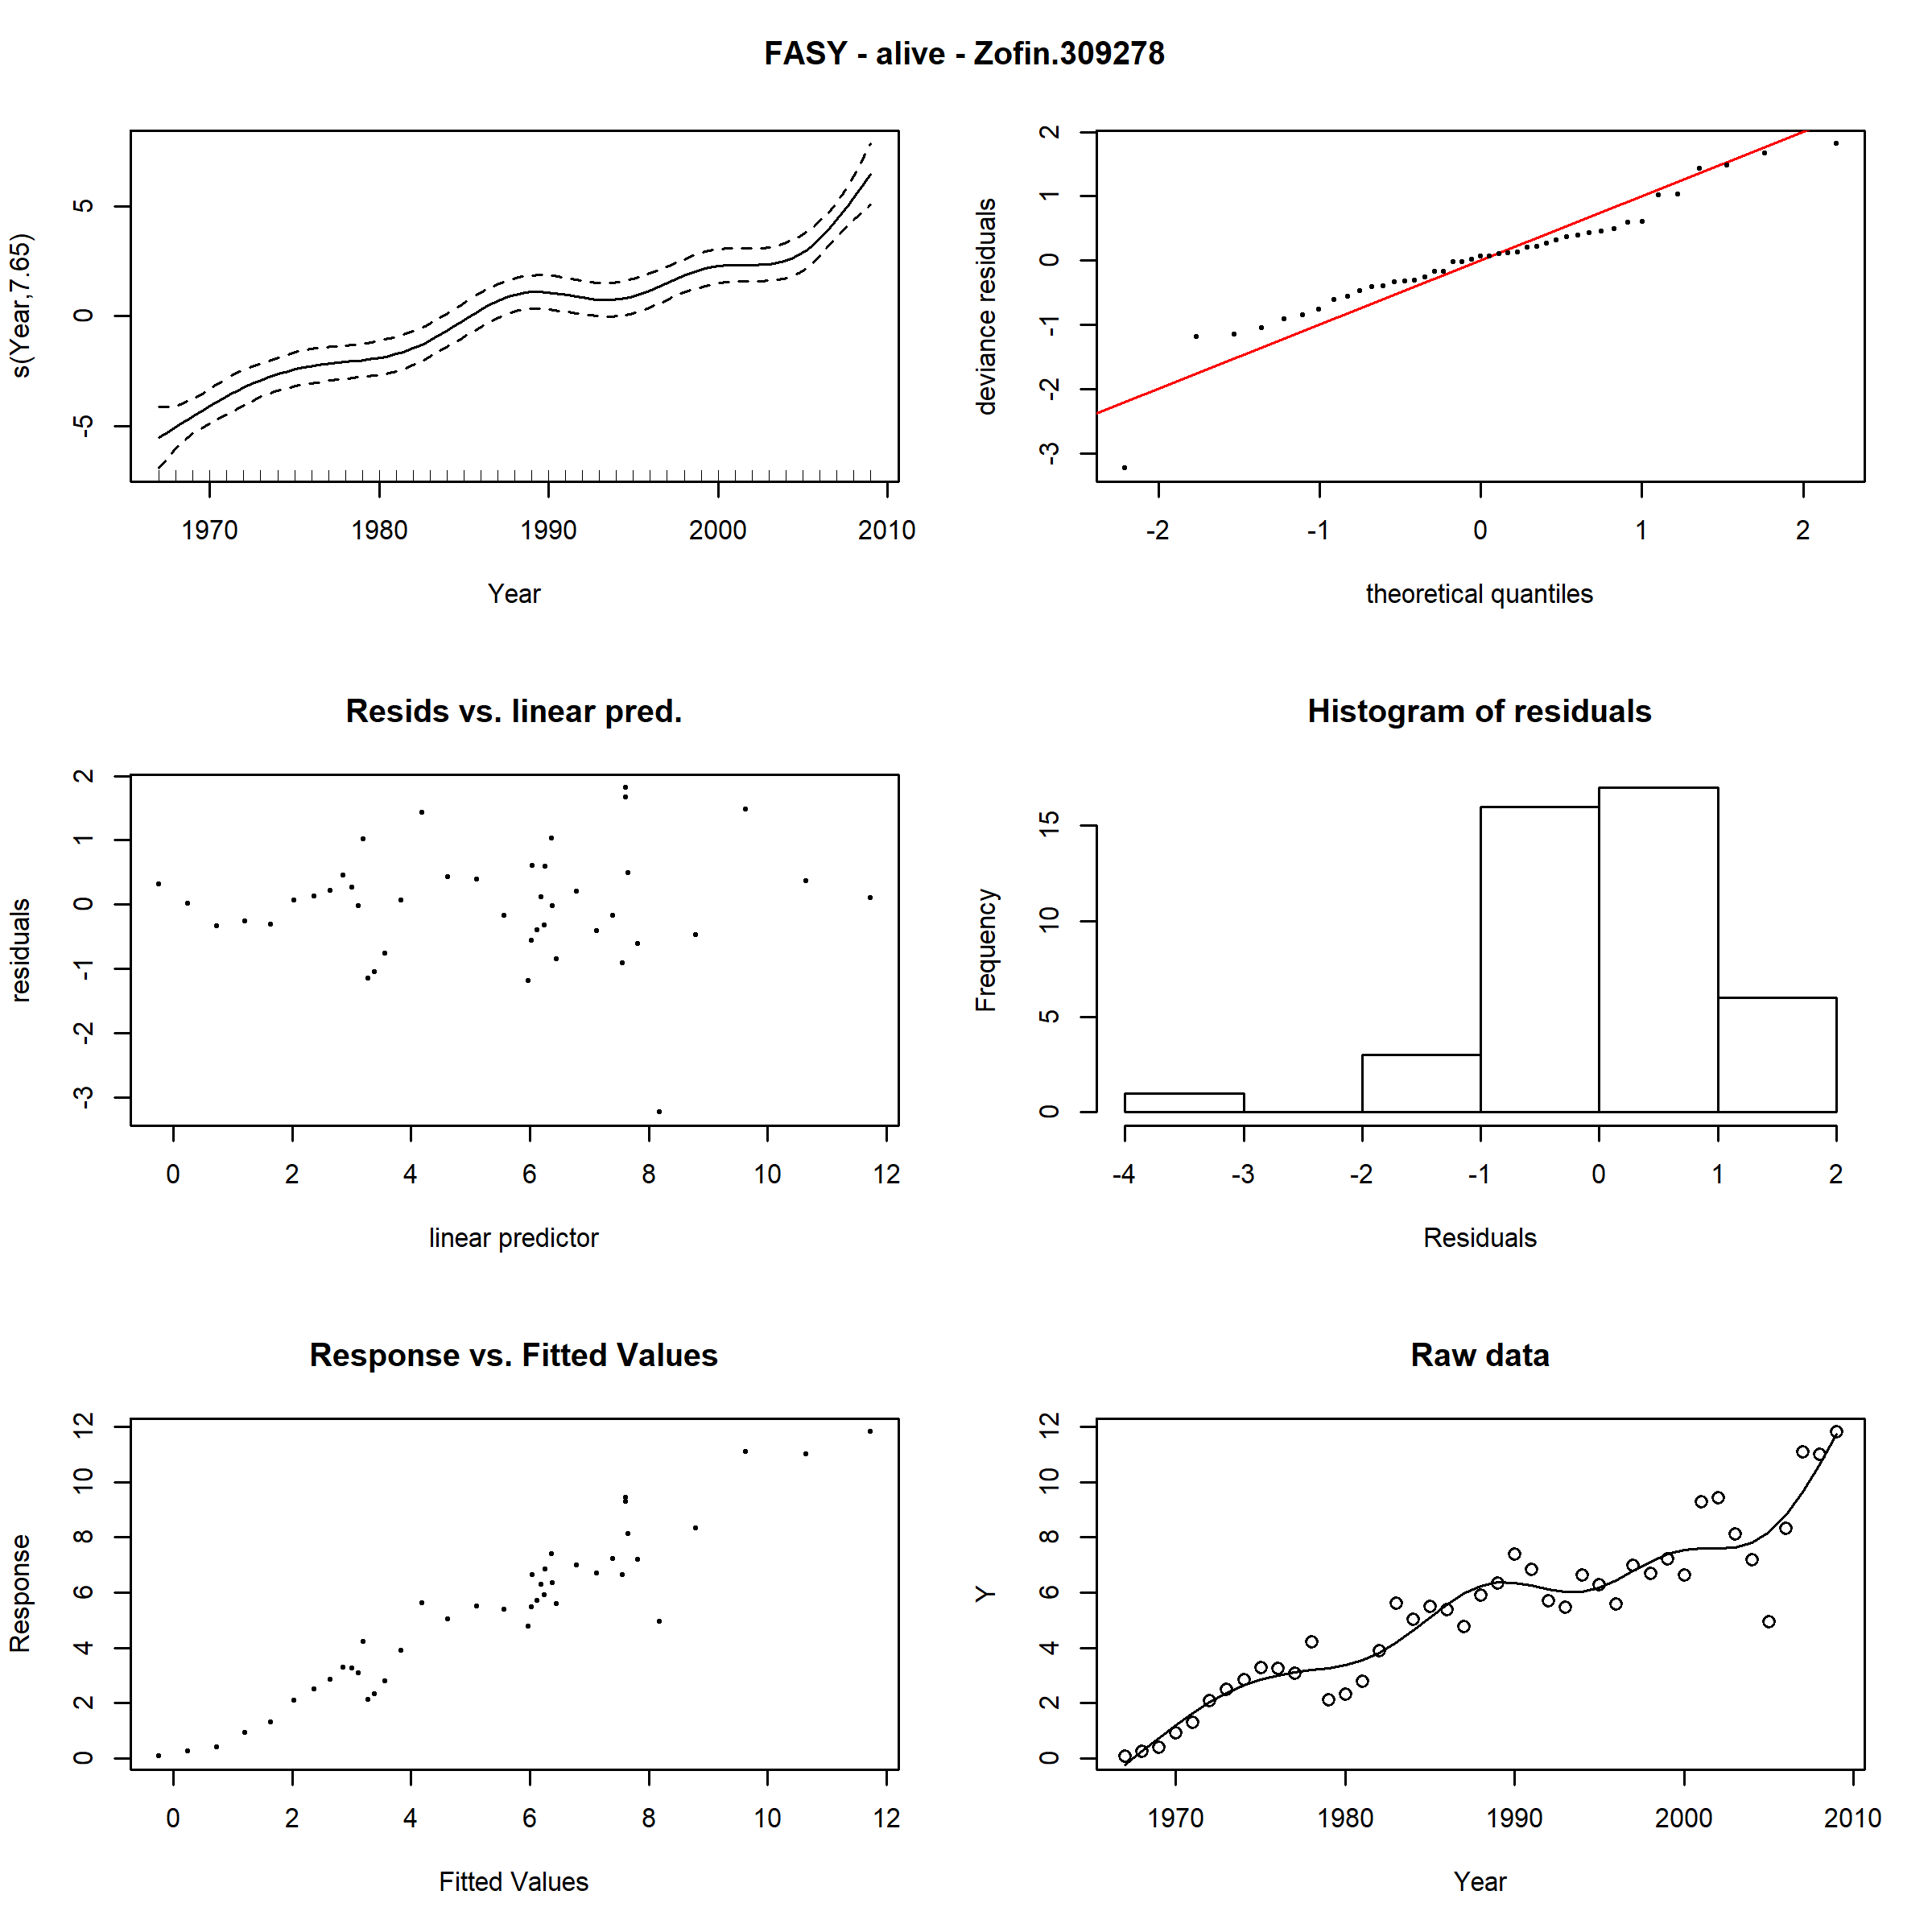 FASY - alive - Zofin.309278
s(Year,7.65)
5
0
-5
1970 1980 1990 2000 2010
Year
deviance residuals
2
1
0
-1
-2
-3
-2 -1 0 1 2
theoretical quantiles
Resids vs. linear pred.
residuals
2
1
0
-1
-2
-3
0 2 4 6 8 10 12
linear predictor
Histogram of residuals
Frequency
15
10
5
0
-4 -3 -2 -1 0 1 2
Residuals
Response vs. Fitted Values
Response
12
10
8
6
4
2
0
0 2 4 6 8 10 12
Fitted Values
Raw data
Y
12
10
8
6
4
2
0
1970 1980 1990 2000 2010
Year